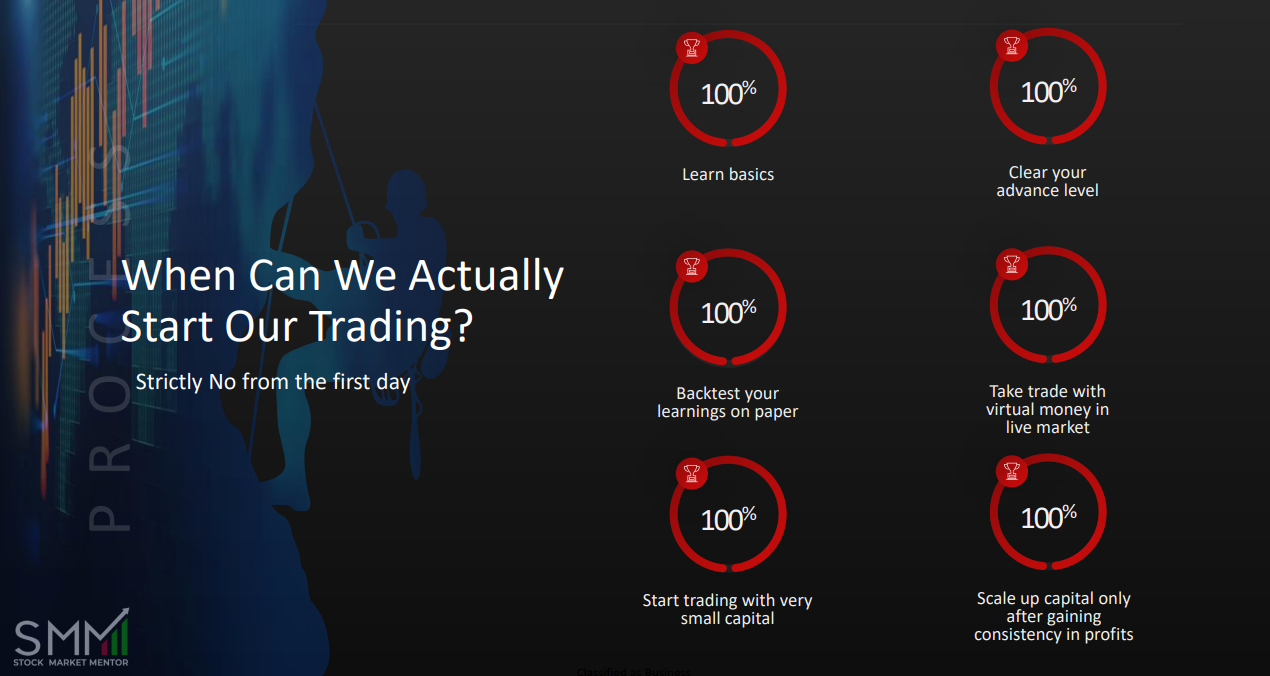 PROCESS
When Can We Actually
Start Our Trading?
Strictly No from the first day
100%
Learn basics
100%
Clear your
advance level
100%
Backtest your
learnings on paper
100%
Take trade with
virtual money in
live market
100%
Start trading with very
small capital
100%
Scale up capital only
after gaining
consistency in profits
SMM
STOCK MARKET MENTOR
Classified as Business